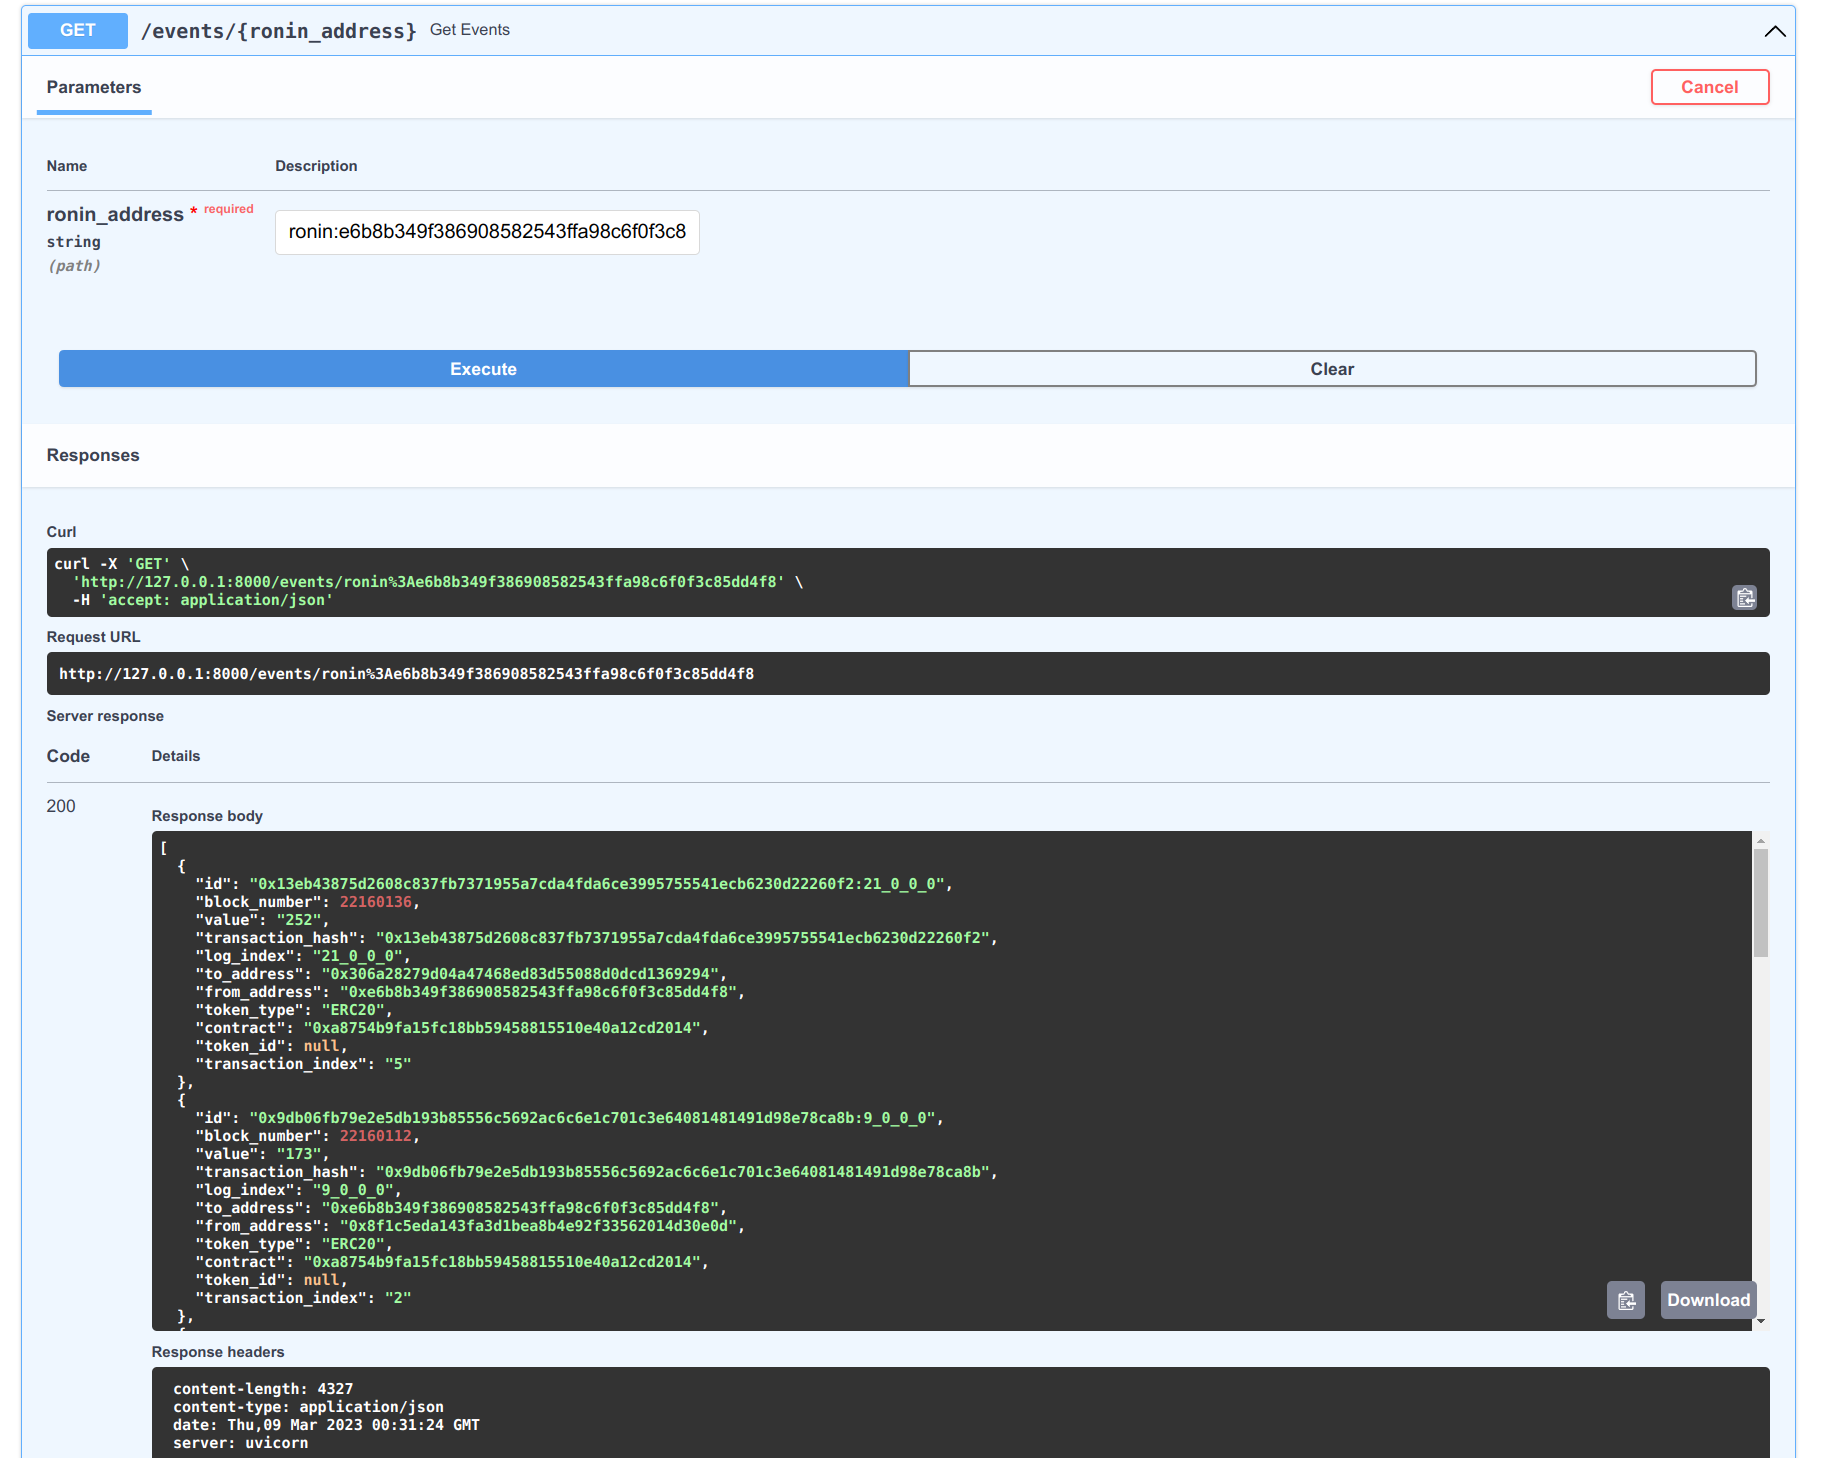 GET /events/{ronin_address} Get Events
Parameters
Cancel
Name Description
ronin_address * required
string
(path)
ronin:e6b8b349f386908582543ffa98c6f0f3c8
Execute
Clear
Responses
Curl
curl -X 'GET' \
'http://127.0.0.1:8000/events/ronin%3Ae6b8b349f386908582543ffa98c6f0f3c85dd4f8' \
-H 'accept: application/json'
Request URL
http://127.0.0.1:8000/events/ronin%3Ae6b8b349f386908582543ffa98c6f0f3c85dd4f8
Server response
Code Details
200
Response body
[
{
"id": "0x13eb43875d2608c837fb7371955a7cda4fda6ce3995755541ecb6230d22260f2:21_0_0_0",
"block_number": 22160136,
"value": "252",
"transaction_hash": "0x13eb43875d2608c837fb7371955a7cda4fda6ce3995755541ecb6230d22260f2",
"log_index": "21_0_0_0",
"to_address": "0x306a28279d04a47468ed83d55088d0dcd1369294",
"from_address": "0xe6b8b349f386908582543ffa98c6f0f3c85dd4f8",
"token_type": "ERC20",
"contract": "0xa8754b9fa15fc18bb59458815510e40a12cd2014",
"token_id": null,
"transaction_index": "5"
},
{
"id": "0x9db06fb79e2e5db193b85556c5692ac6c6e1c701c3e64081481491d98e78ca8b:9_0_0_0",
"block_number": 22160112,
"value": "173",
"transaction_hash": "0x9db06fb79e2e5db193b85556c5692ac6c6e1c701c3e64081481491d98e78ca8b",
"log_index": "9_0_0_0",
"to_address": "0xe6b8b349f386908582543ffa98c6f0f3c85dd4f8",
"from_address": "0x8f1c5eda143fa3d1bea8b4e92f33562014d30e0d",
"token_type": "ERC20",
"contract": "0xa8754b9fa15fc18bb59458815510e40a12cd2014",
"token_id": null,
"transaction_index": "2"
},
Download
Response headers
content-length: 4327
content-type: application/json
date: Thu,09 Mar 2023 00:31:24 GMT
server: uvicorn